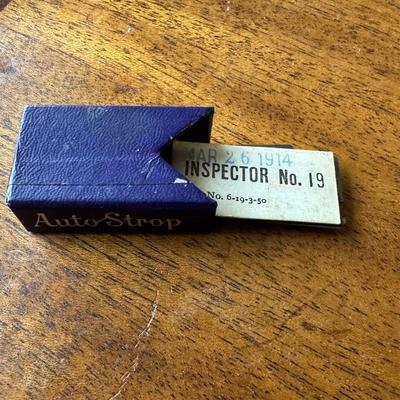 MAR 26 1914
INSPECTOR No. 19
No. 6-19-3-50
Auto-Strop